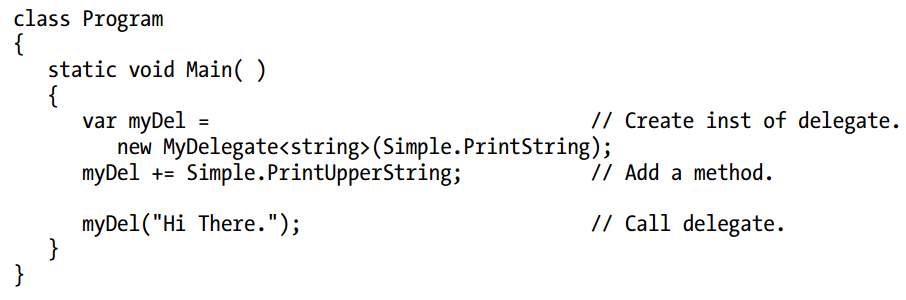 class Program
{
   static void Main( )
   {
      var myDel =                                // Create inst of delegate.
         new MyDelegate<string>(Simple.PrintString);
      myDel += Simple.PrintUpperString;          // Add a method.

      myDel("Hi There.");                        // Call delegate.
   }
}